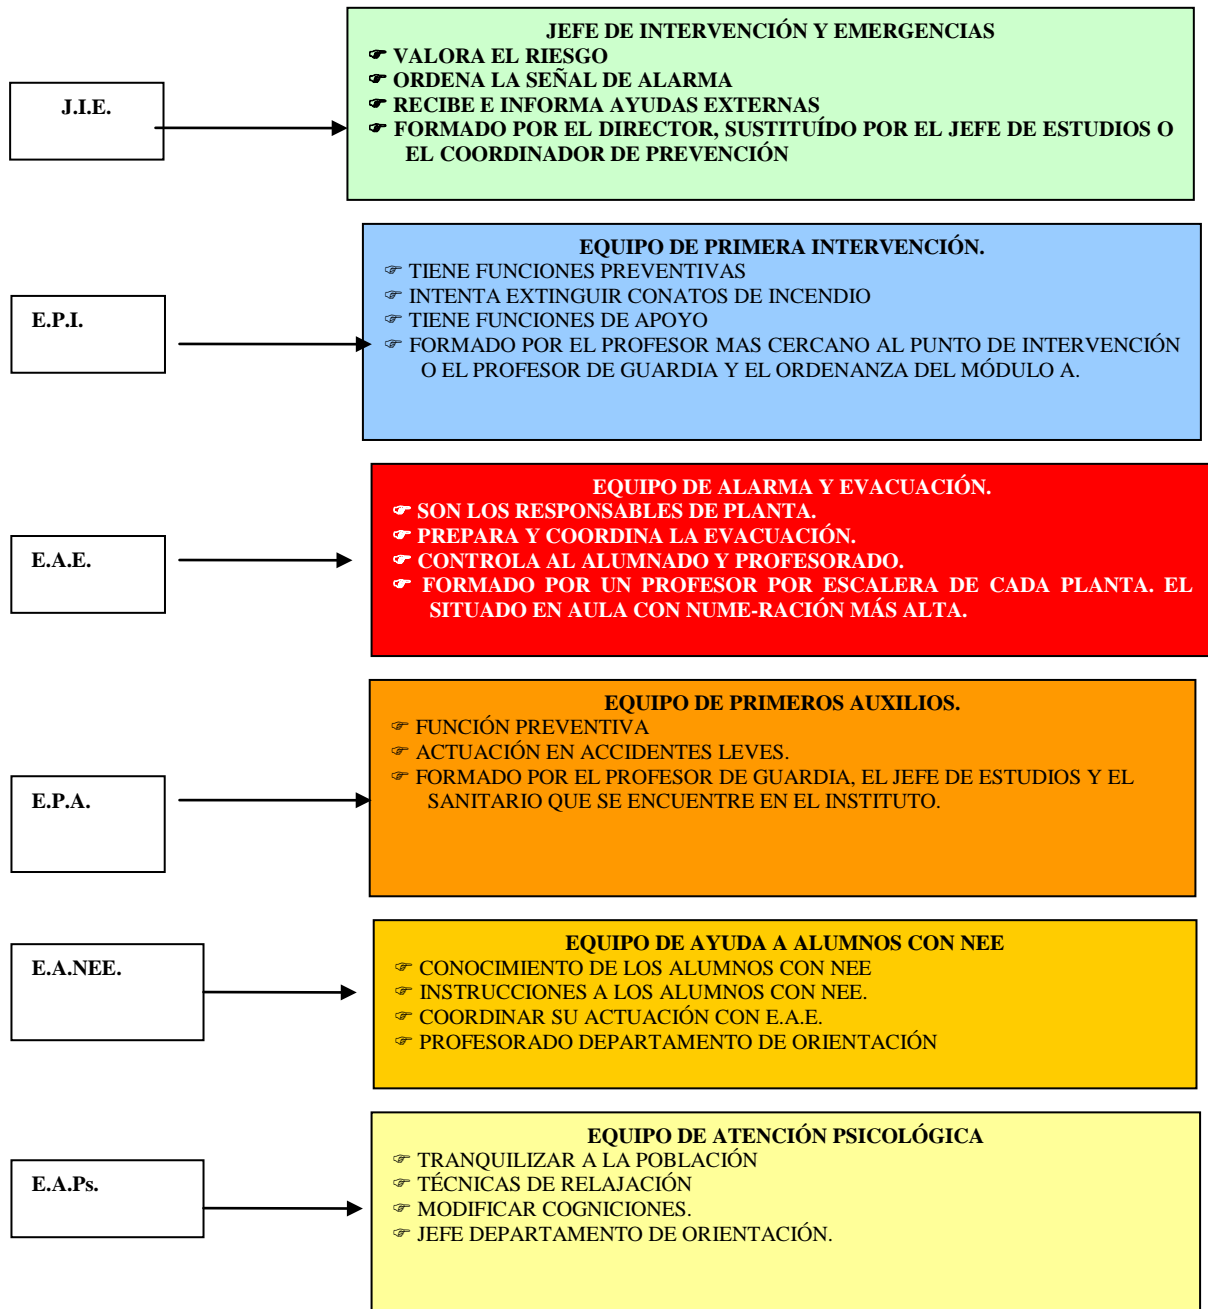 J.I.E.
JEFE DE INTERVENCIÓN Y EMERGENCIAS
☞ VALORA EL RIESGO
☞ ORDENA LA SEÑAL DE ALARMA
☞ RECIBE E INFORMA AYUDAS EXTERNAS
☞ FORMADO POR EL DIRECTOR, SUSTITUÍDO POR EL JEFE DE ESTUDIOS O
EL COORDINADOR DE PREVENCIÓN
E.P.I.
EQUIPO DE PRIMERA INTERVENCIÓN.
☞ TIENE FUNCIONES PREVENTIVAS
☞ INTENTA EXTINGUIR CONATOS DE INCENDIO
☞ TIENE FUNCIONES DE APOYO
☞ FORMADO POR EL PROFESOR MAS CERCANO AL PUNTO DE INTERVENCIÓN
O EL PROFESOR DE GUARDIA Y EL ORDENANZA DEL MÓDULO A.
E.A.E.
EQUIPO DE ALARMA Y EVACUACIÓN.
☞ SON LOS RESPONSABLES DE PLANTA.
☞ PREPARA Y COORDINA LA EVACUACIÓN.
☞ CONTROLA AL ALUMNADO Y PROFESORADO.
☞ FORMADO POR UN PROFESOR POR ESCALERA DE CADA PLANTA. EL
SITUADO EN AULA CON NUME-RACIÓN MÁS ALTA.
E.P.A.
EQUIPO DE PRIMEROS AUXILIOS.
☞ FUNCIÓN PREVENTIVA
☞ ACTUACIÓN EN ACCIDENTES LEVES.
☞ FORMADO POR EL PROFESOR DE GUARDIA, EL JEFE DE ESTUDIOS Y EL
SANITARIO QUE SE ENCUENTRE EN EL INSTITUTO.
E.A.NEE.
EQUIPO DE AYUDA A ALUMNOS CON NEE
☞ CONOCIMIENTO DE LOS ALUMNOS CON NEE
☞ INSTRUCCIONES A LOS ALUMNOS CON NEE.
☞ COORDINAR SU ACTUACIÓN CON E.A.E.
☞ PROFESORADO DEPARTAMENTO DE ORIENTACIÓN
E.A.Ps.
EQUIPO DE ATENCIÓN PSICOLÓGICA
☞ TRANQUILIZAR A LA POBLACIÓN
☞ TÉCNICAS DE RELAJACIÓN
☞ MODIFICAR COGNICIONES.
☞ JEFE DEPARTAMENTO DE ORIENTACIÓN.